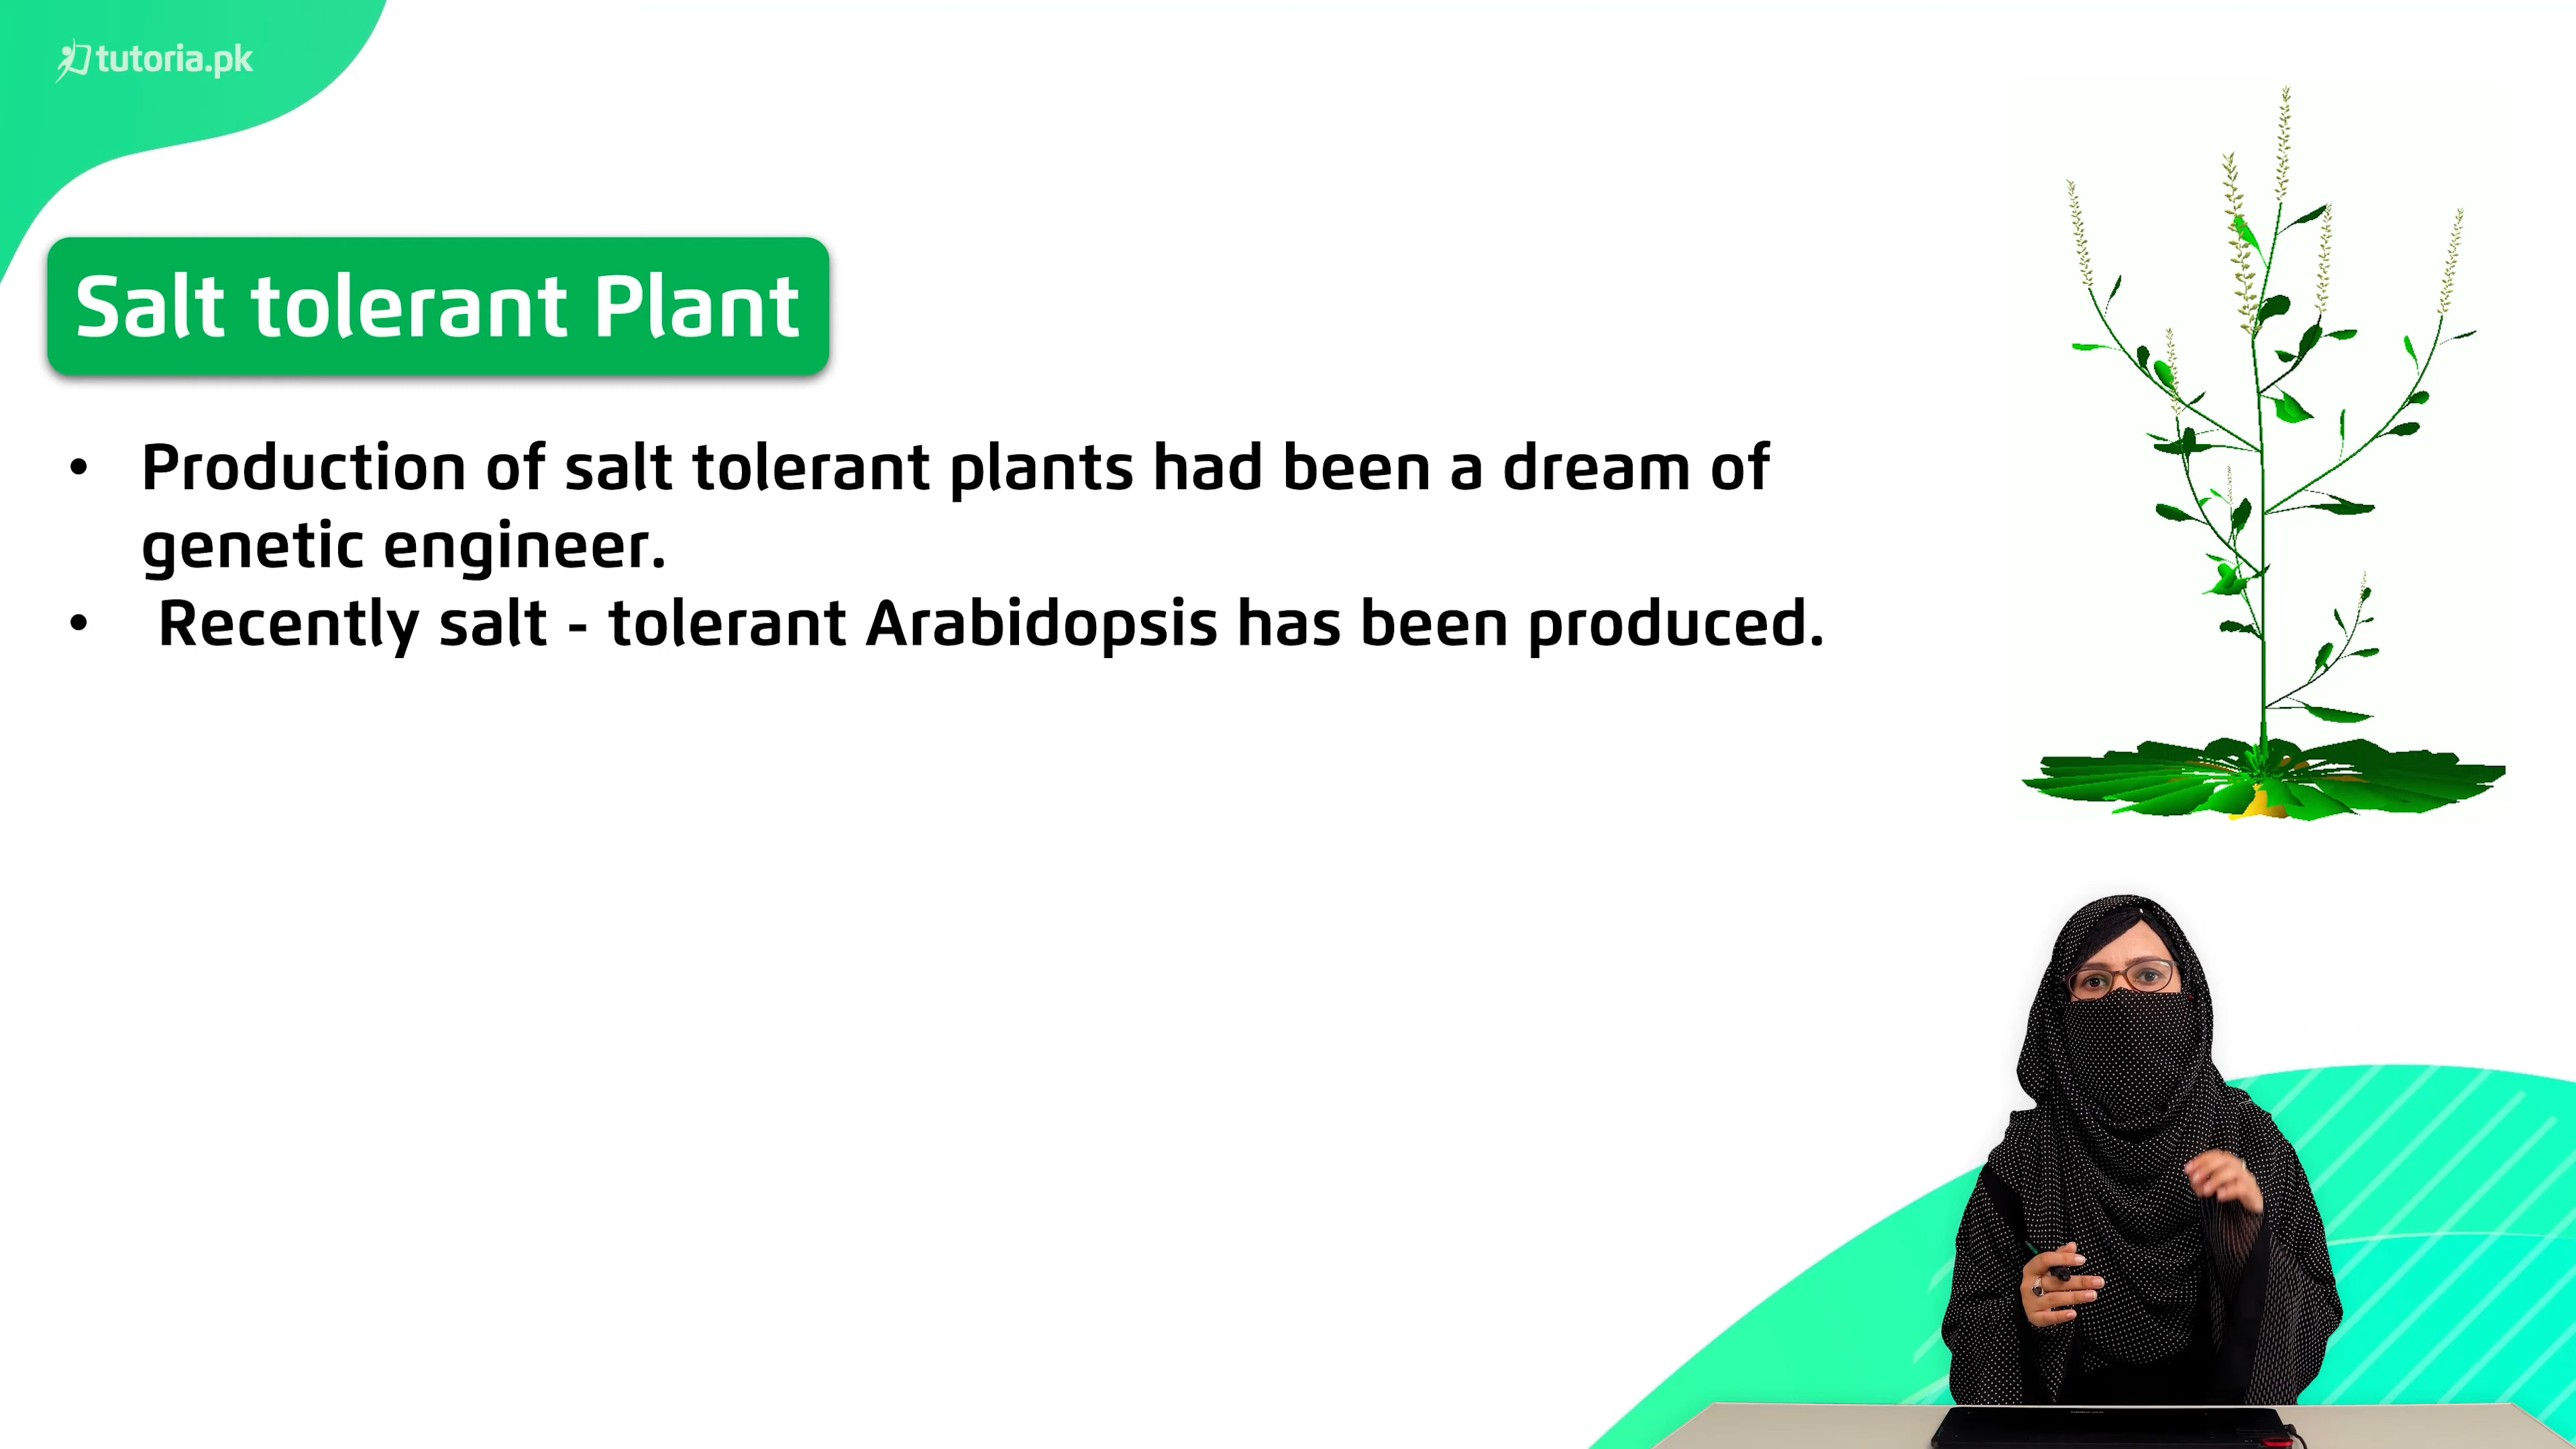 tutoria.pk
Salt tolerant Plant
• Production of salt tolerant plants had been a dream of
genetic engineer.
• Recently salt - tolerant Arabidopsis has been produced.